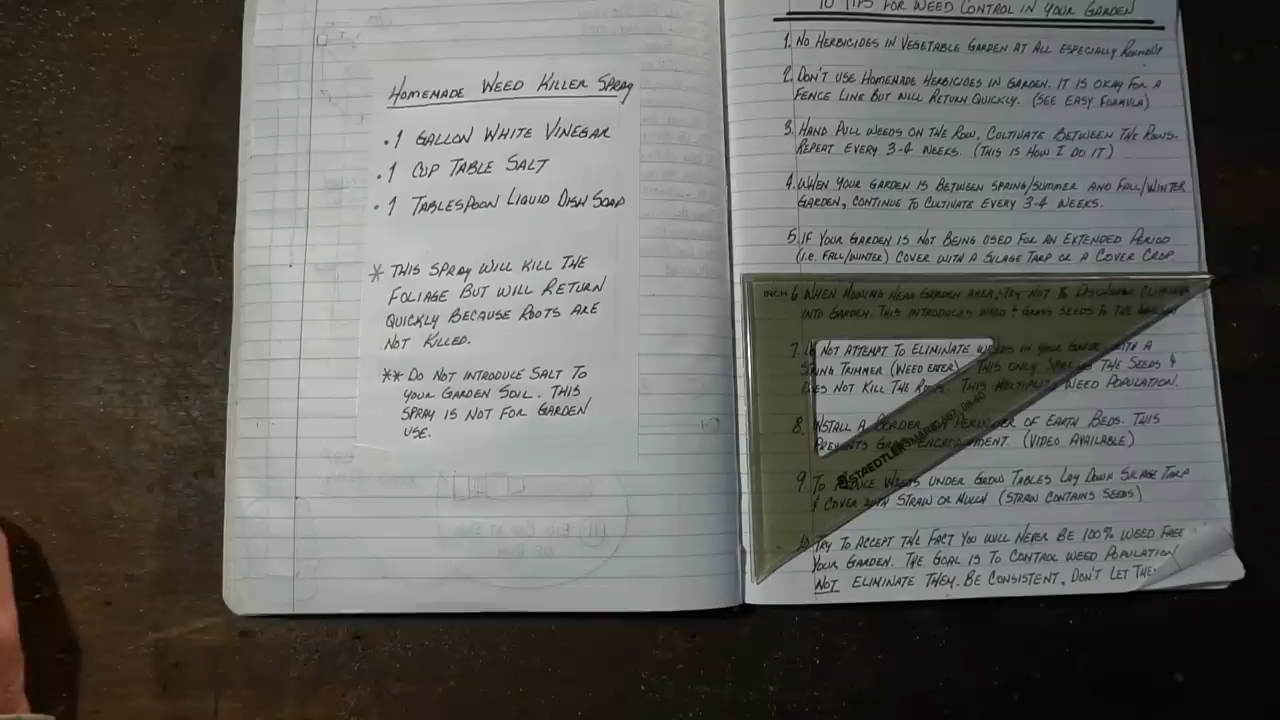 HOMEMADE WEED KILLER SPRAY
. 1 GALLON WHITE VINEGAR
. 1 CUP TABLE SALT
. 1 TABLESPOON LIQUID DISH SOAP
* THIS SPRAY WILL KILL THE
FOLIAGE BUT WILL RETURN
QUICKLY BECAUSE ROOTS ARE
NOT KILLED.
** DO NOT INTRODUCE SALT TO
YOUR GARDEN SOIL. THIS
SPRAY IS NOT FOR GARDEN
USE.
10 TIPS FOR WEED CONTROL IN YOUR GARDEN
1. NO HERBICIDES IN VEGETABLE GARDEN AT ALL ESPECIALLY ROUNDUP
2. DON'T USE HOMEMADE HERBICIDES IN GARDEN. IT IS OKAY FOR A
FENCE LINE BUT WILL RETURN QUICKLY. (SEE EASY FORMULA)
3. HAND PULL WEEDS ON THE ROW, CULTIVATE BETWEEN THE ROWS.
REPEAT EVERY 3-4 WEEKS. (THIS IS HOW I DO IT)
4. WHEN YOUR GARDEN IS BETWEEN SPRING/SUMMER AND FALL/WINTER
GARDEN, CONTINUE TO CULTIVATE EVERY 3-4 WEEKS.
5. IF YOUR GARDEN IS NOT BEING USED FOR AN EXTENDED PERIOD
(I.E. FALL/WINTER) COVER WITH A SILAGE TARP OR A COVER CROP.
INCH 6 WHEN MOWING NEAR GARDEN AREA, TRY NOT DISCHARGE
INTO GARDEN. THIS INTRODUCES WEED & GRASS SEEDS TO THE
7. NOT ATTEMPT TO ELIMINATE WEEDS IN YOUR WITH A
STRING TRIMMER (WEED EATER). THIS ONLY SPREADS THE SEEDS &
DOES NOT KILL THE ROOTS. THIS WEED POPULATION.
8. INSTALL A BORDER PERIMETER OF EARTH BEDS. THIS
PREVENTS GRASS ENCROACHMENT. (VIDEO AVAILABLE)
STAEDTLER MARS
9. TO WEEDS UNDER GROW TABLES LAY DOWN SILAGE TARP
& COVER WITH STRAW OR MULCH (STRAW CONTAINS SEEDS)
10 TRY TO ACCEPT THE FACT YOU WILL NEVER BE 100% WEED FREE
YOUR GARDEN. THE GOAL IS TO CONTROL WEED POPULATION
NOT ELIMINATE THEM. BE CONSISTENT, DON'T LET